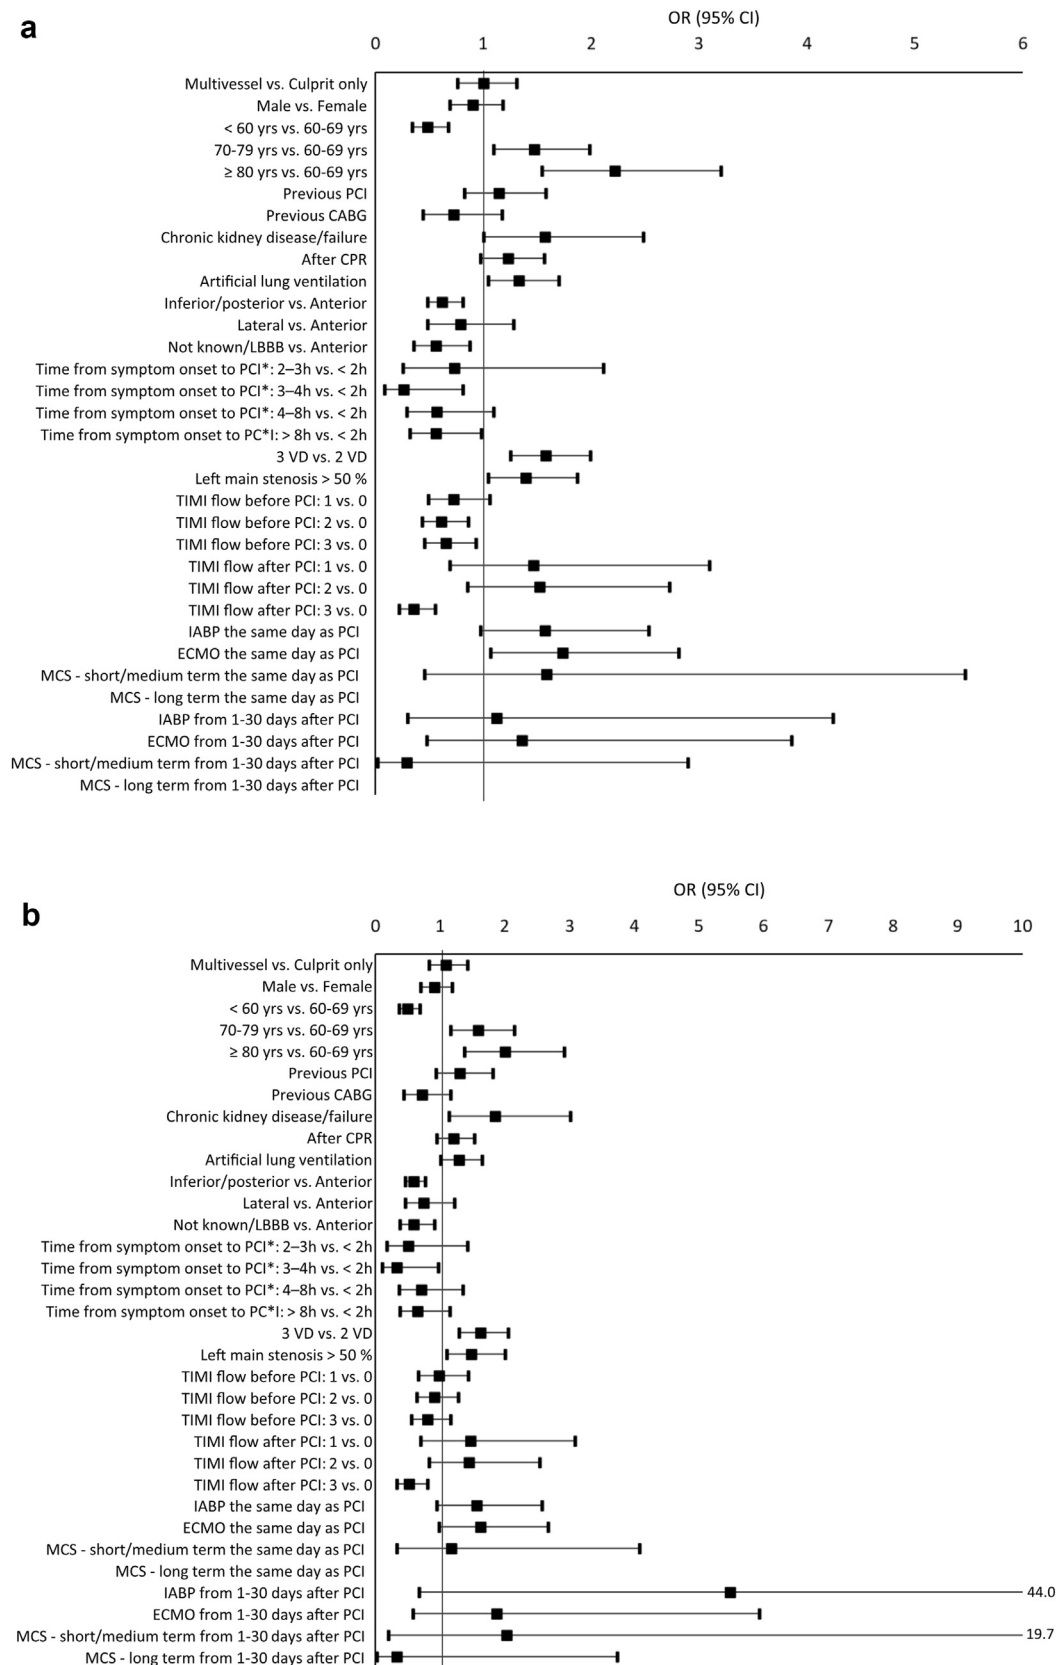 a
OR (95% CI)
0 1 2 3 4 5 6
Multivessel vs. Culprit only
Male vs. Female
< 60 yrs vs. 60-69 yrs
70-79 yrs vs. 60-69 yrs
≥ 80 yrs vs. 60-69 yrs
Previous PCI
Previous CABG
Chronic kidney disease/failure
After CPR
Artificial lung ventilation
Inferior/posterior vs. Anterior
Lateral vs. Anterior
Not known/LBBB vs. Anterior
Time from symptom onset to PCI*: 2–3h vs. < 2h
Time from symptom onset to PCI*: 3–4h vs. < 2h
Time from symptom onset to PCI*: 4–8h vs. < 2h
Time from symptom onset to PC*I: > 8h vs. < 2h
3 VD vs. 2 VD
Left main stenosis > 50 %
TIMI flow before PCI: 1 vs. 0
TIMI flow before PCI: 2 vs. 0
TIMI flow before PCI: 3 vs. 0
TIMI flow after PCI: 1 vs. 0
TIMI flow after PCI: 2 vs. 0
TIMI flow after PCI: 3 vs. 0
IABP the same day as PCI
ECMO the same day as PCI
MCS - short/medium term the same day as PCI
MCS - long term the same day as PCI
IABP from 1-30 days after PCI
ECMO from 1-30 days after PCI
MCS - short/medium term from 1-30 days after PCI
MCS - long term from 1-30 days after PCI
b
OR (95% CI)
0 1 2 3 4 5 6 7 8 9 10
Multivessel vs. Culprit only
Male vs. Female
< 60 yrs vs. 60-69 yrs
70-79 yrs vs. 60-69 yrs
≥ 80 yrs vs. 60-69 yrs
Previous PCI
Previous CABG
Chronic kidney disease/failure
After CPR
Artificial lung ventilation
Inferior/posterior vs. Anterior
Lateral vs. Anterior
Not known/LBBB vs. Anterior
Time from symptom onset to PCI*: 2–3h vs. < 2h
Time from symptom onset to PCI*: 3–4h vs. < 2h
Time from symptom onset to PCI*: 4–8h vs. < 2h
Time from symptom onset to PC*I: > 8h vs. < 2h
3 VD vs. 2 VD
Left main stenosis > 50 %
TIMI flow before PCI: 1 vs. 0
TIMI flow before PCI: 2 vs. 0
TIMI flow before PCI: 3 vs. 0
TIMI flow after PCI: 1 vs. 0
TIMI flow after PCI: 2 vs. 0
TIMI flow after PCI: 3 vs. 0
IABP the same day as PCI
ECMO the same day as PCI
MCS - short/medium term the same day as PCI
MCS - long term the same day as PCI
IABP from 1-30 days after PCI 44.0
ECMO from 1-30 days after PCI
MCS - short/medium term from 1-30 days after PCI 19.7
MCS - long term from 1-30 days after PCI